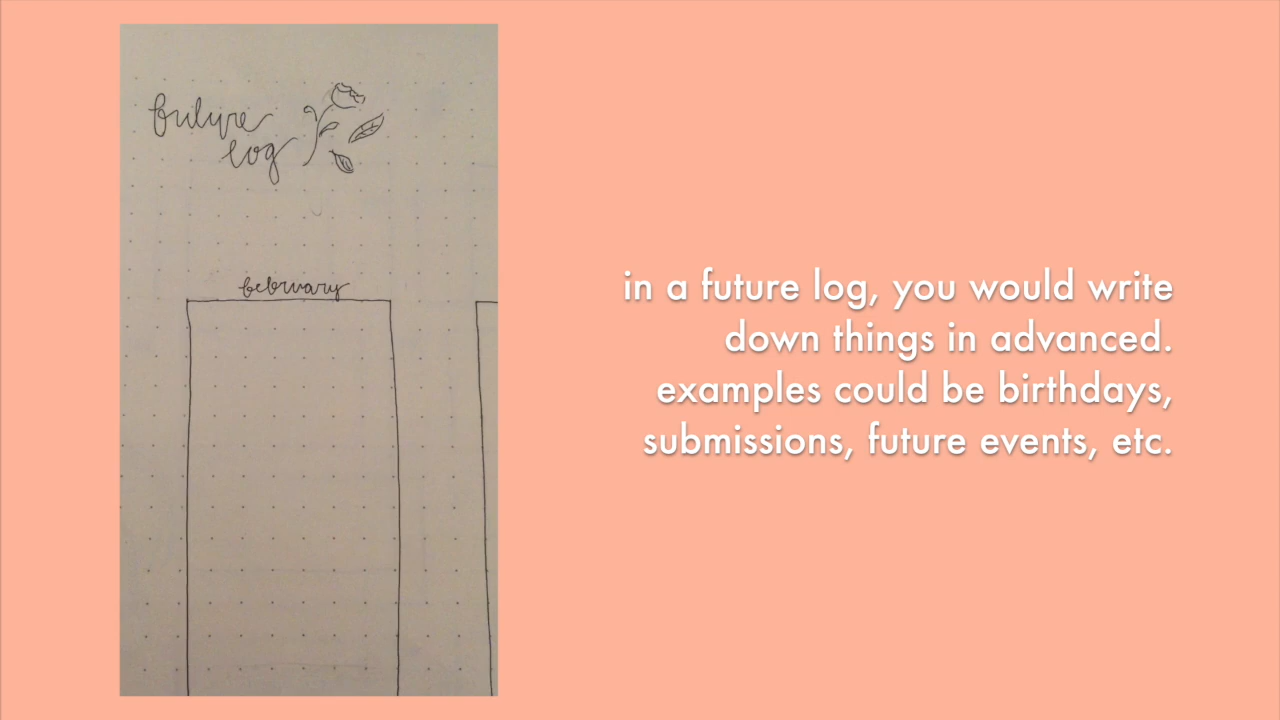 future
log
february
in a future log, you would write
down things in advanced.
examples could be birthdays,
submissions, future events, etc.